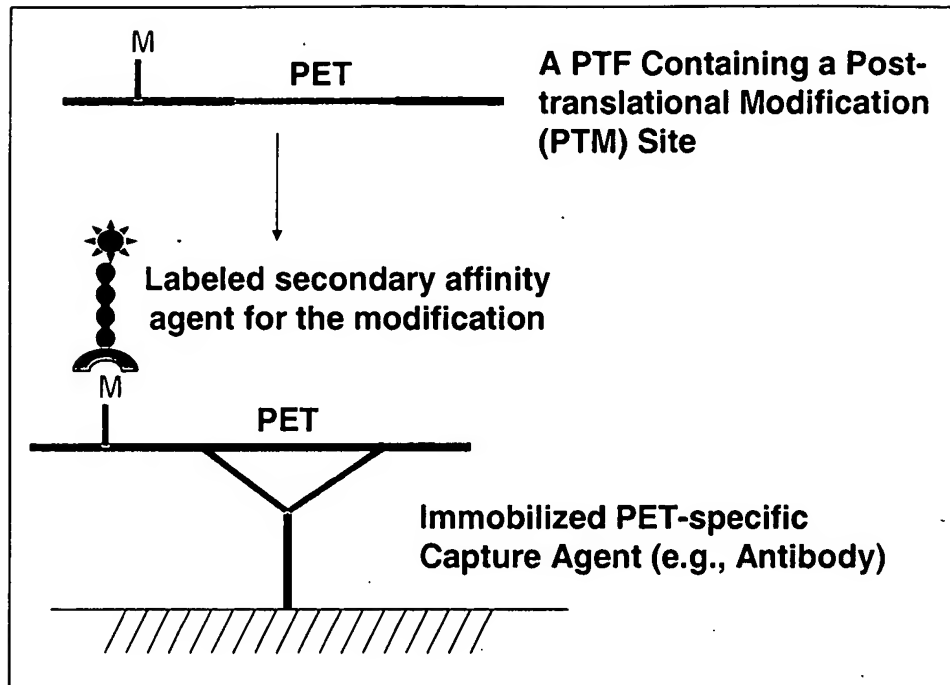 M
PET
A PTF Containing a Post-
translational Modification
(PTM) Site
Labeled secondary affinity
agent for the modification
M
PET
Immobilized PET-specific
Capture Agent (e.g., Antibody)